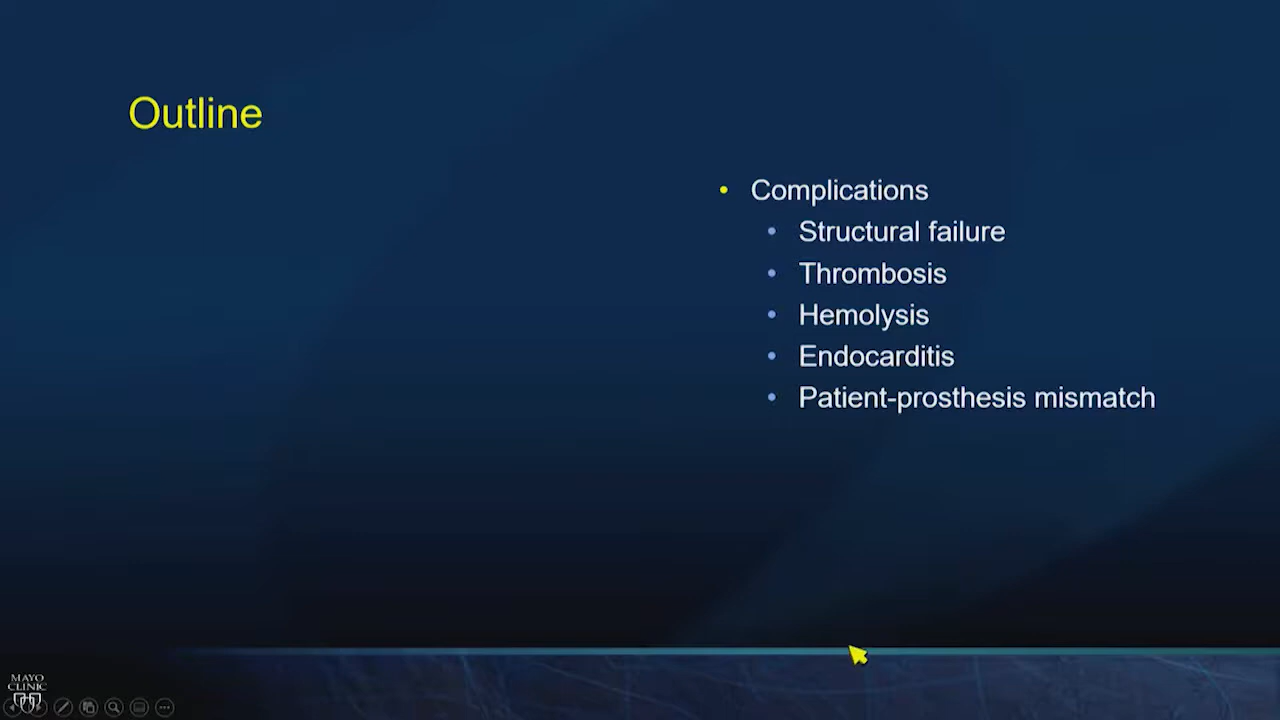 Outline
• Complications
• Structural failure
• Thrombosis
• Hemolysis
• Endocarditis
• Patient-prosthesis mismatch
MAYO
CLINIC